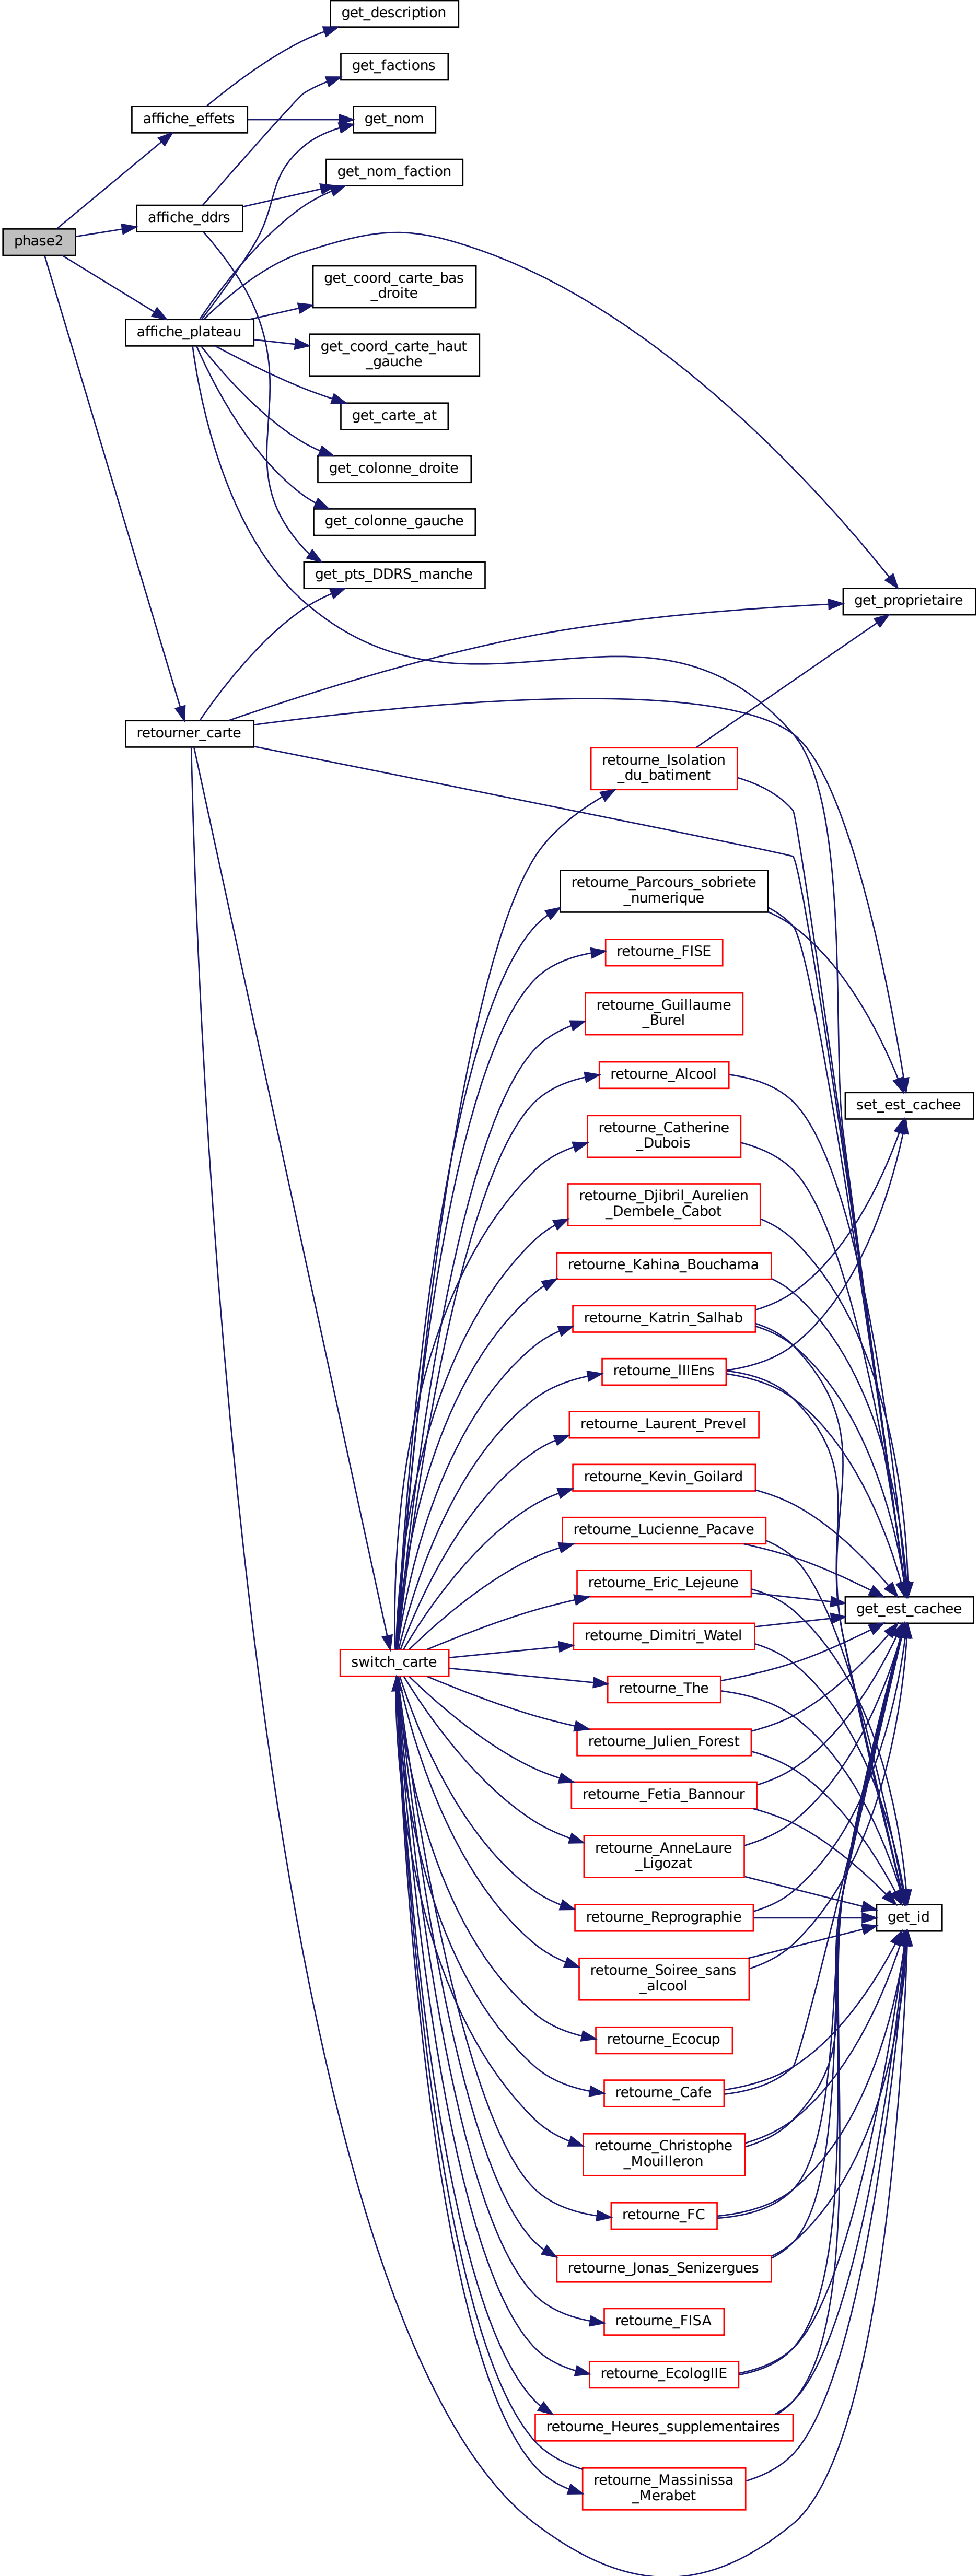 get_description
get_factions
affiche_effets
get_nom
get_nom_faction
affiche_ddrs
phase2
get_coord_carte_bas
_droite
affiche_plateau
get_coord_carte_haut
_gauche
get_carte_at
get_colonne_droite
get_colonne_gauche
get_pts_DDRS_manche
get_proprietaire
retourner_carte
retourne_Isolation
_du_batiment
retourne_Parcours_sobriete
_numerique
retourne_FISE
retourne_Guillaume
_Burel
retourne_Alcool
set_est_cachee
retourne_Catherine
_Dubois
retourne_Djibril_Aurelien
_Dembele_Cabot
retourne_Kahina_Bouchama
retourne_Katrin_Salhab
retourne_lIIEns
retourne_Laurent_Prevel
retourne_Kevin_Goilard
retourne_Lucienne_Pacave
retourne_Eric_Lejeune
get_est_cachee
retourne_Dimitri_Watel
switch_carte
retourne_The
retourne_Julien_Forest
retourne_Fetia_Bannour
retourne_AnneLaure
_Ligozat
retourne_Reprographie
get_id
retourne_Soiree_sans
_alcool
retourne_Ecocup
retourne_Cafe
retourne_Christophe
_Mouilleron
retourne_FC
retourne_Jonas_Senizergues
retourne_FISA
retourne_EcologIIE
retourne_Heures_supplementaires
retourne_Massinissa
_Merabet